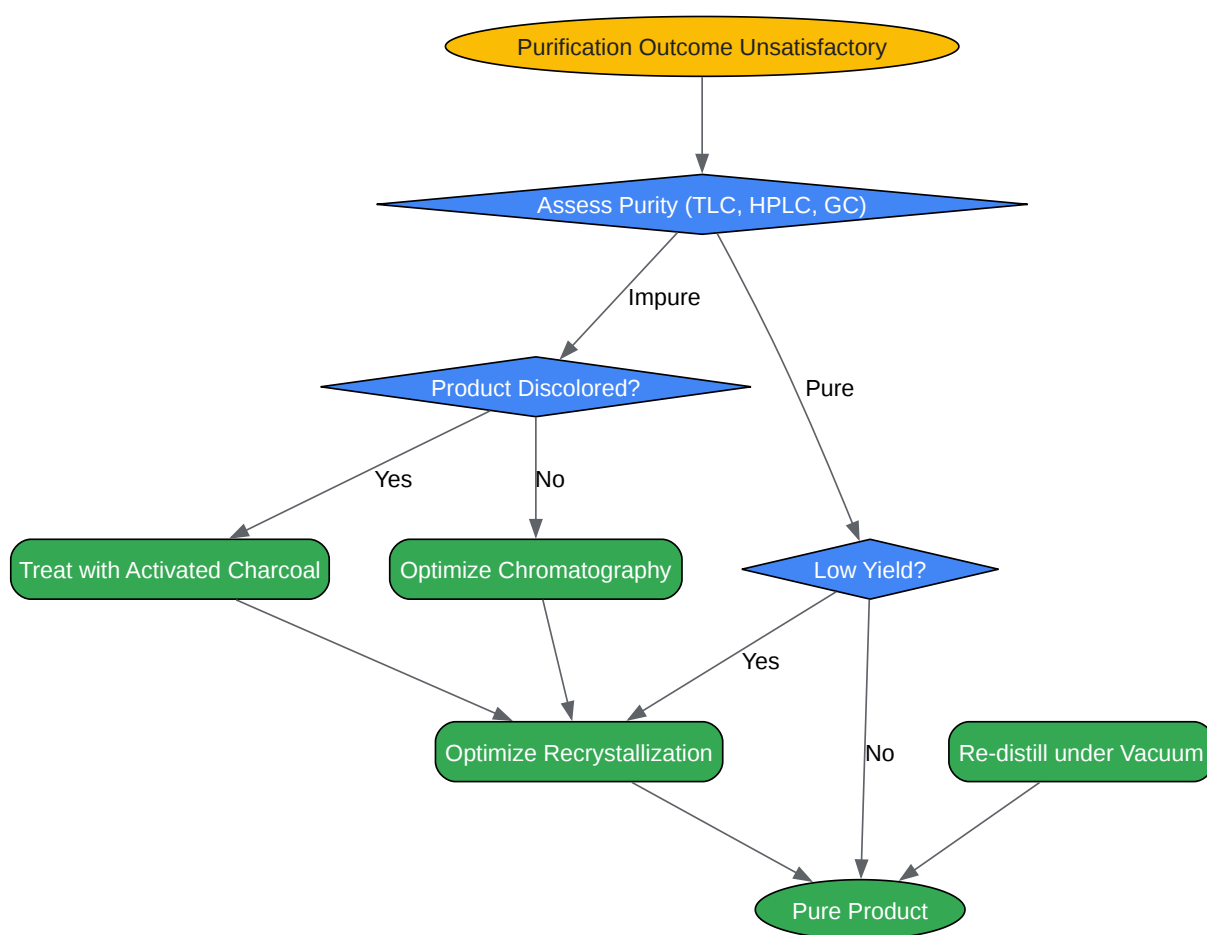 Purification Outcome Unsatisfactory
Assess Purity (TLC, HPLC, GC)
Impure
Product Discolored?
Pure
Yes
No
Treat with Activated Charcoal
Optimize Chromatography
Low Yield?
Yes
Optimize Recrystallization
No
Re-distill under Vacuum
Pure Product